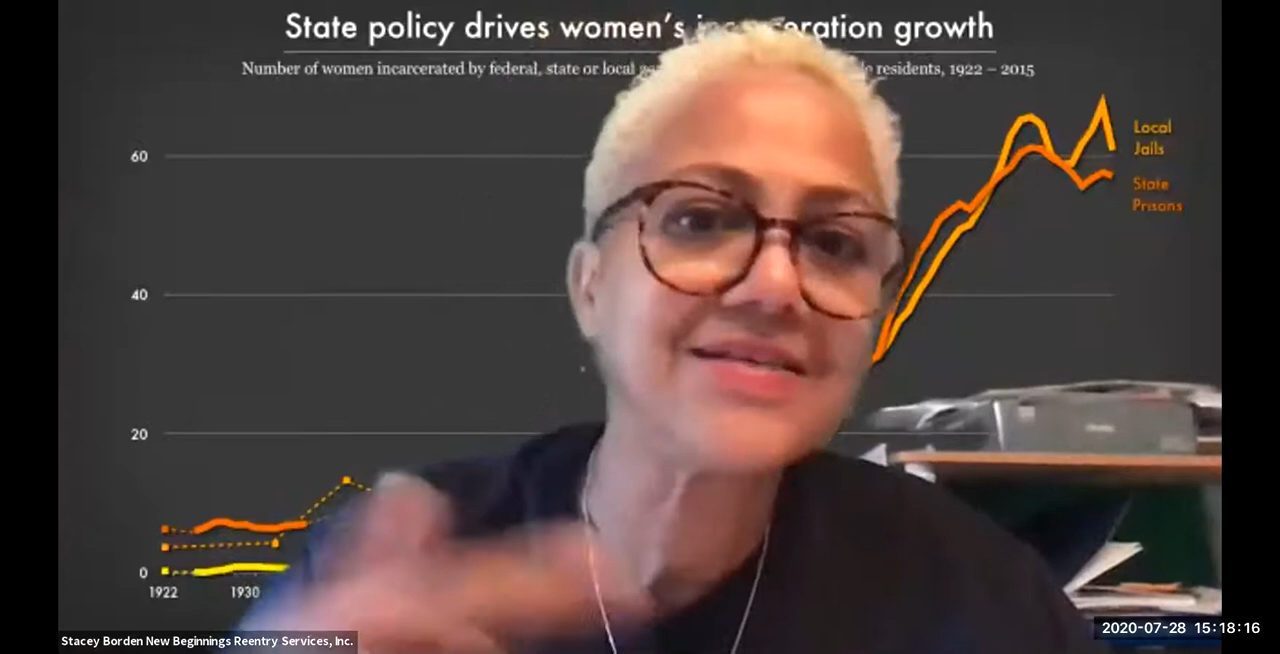 State policy drives women's growth
Number of women incarcerated by federal, state or local residents, 1922 – 2015
60
40
20
0
1922
1930
Local
Jails
State
Prisons
Stacey Borden New Beginnings Reentry Services, Inc.
2020-07-28 15:18:16